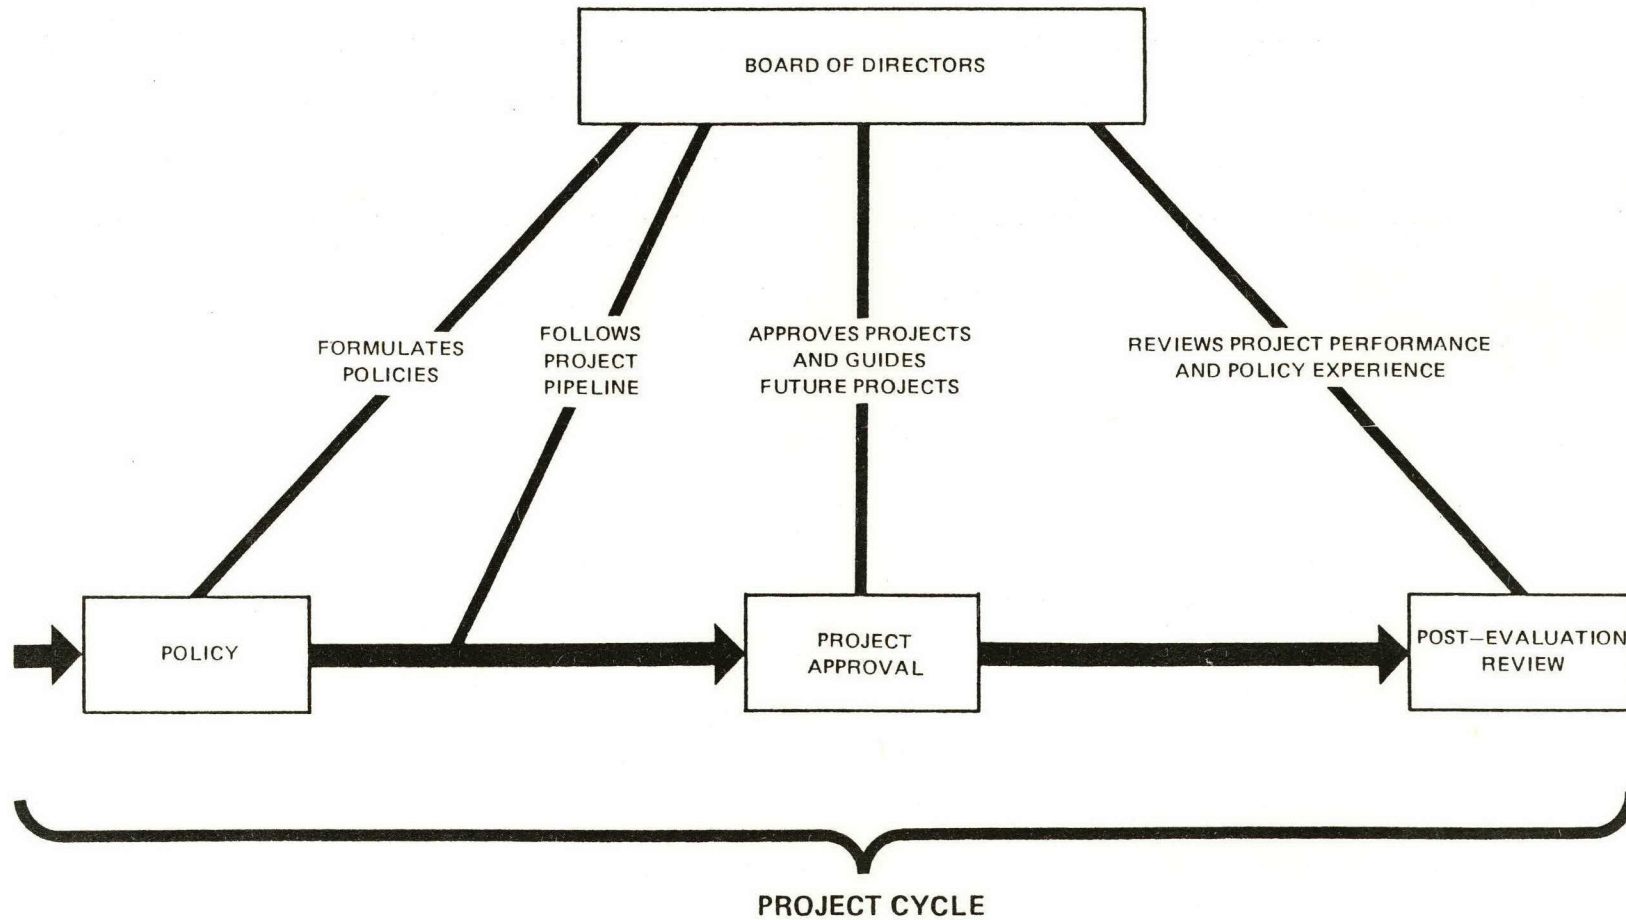 BOARD OF DIRECTORS
FORMULATES
POLICIES
FOLLOWS
PROJECT
PIPELINE
APPROVES PROJECTS
AND GUIDES
FUTURE PROJECTS
REVIEWS PROJECT PERFORMANCE
AND POLICY EXPERIENCE
POLICY
PROJECT
APPROVAL
POST–EVALUATION
REVIEW
PROJECT CYCLE